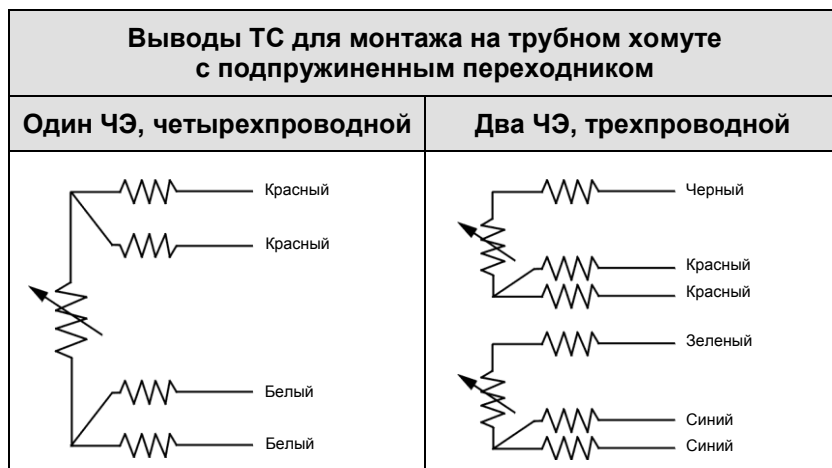 Выводы ТС для монтажа на трубном хомуте
с подпружиненным переходником
Один ЧЭ, четырехпроводной
Два ЧЭ, трехпроводной
Красный
Красный
Белый
Белый
Черный
Красный
Красный
Зеленый
Синий
Синий